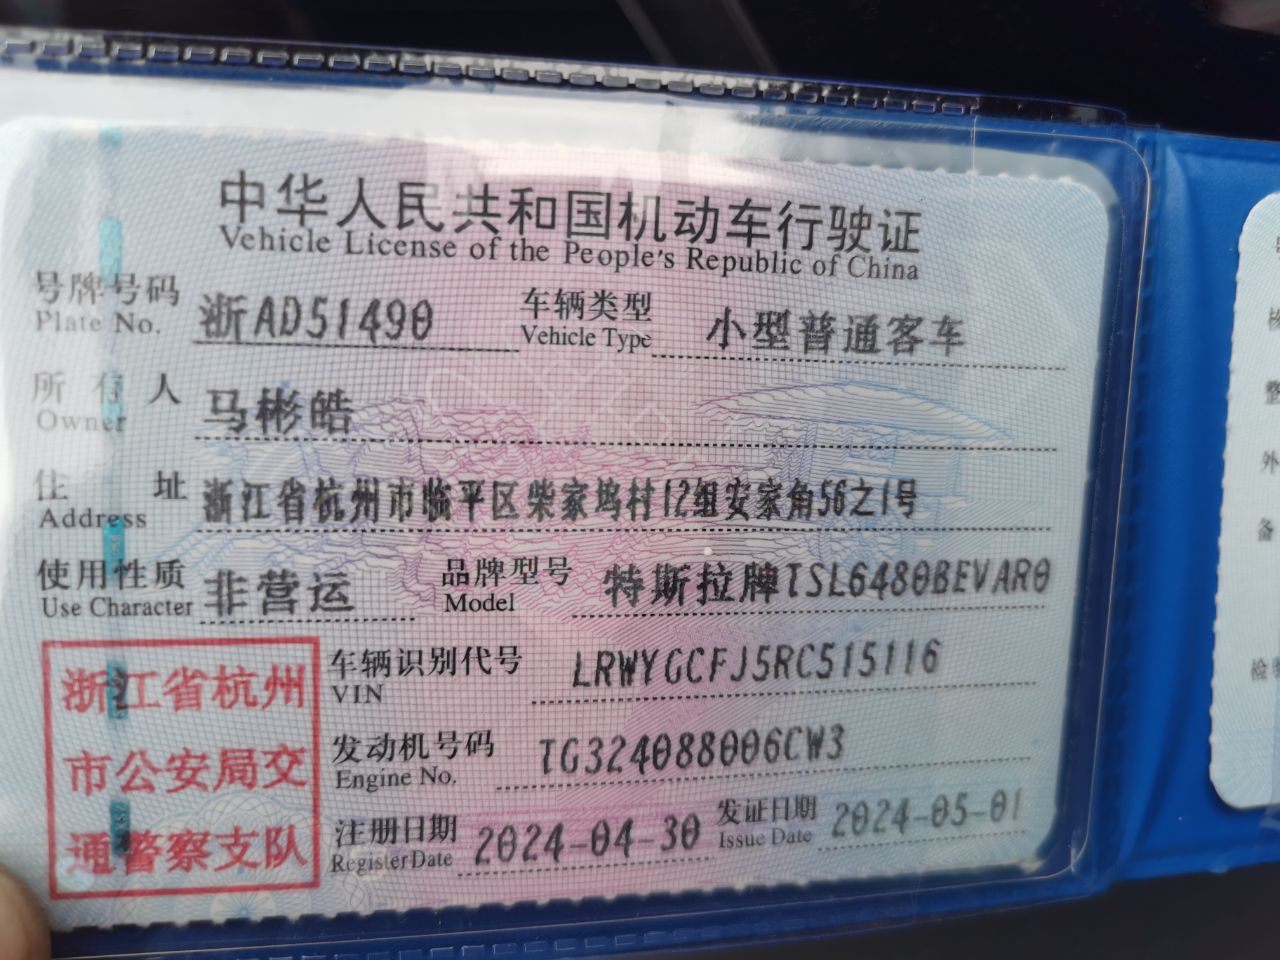 中华人民共和国机动车行驶证
Vehicle License of the People's Republic of China
号牌号码 浙AD51490 车辆类型 小型普通客车
Plate No. Vehicle Type
所有人 马彬皓
Owner
住址 浙江省杭州市临平区柴家坞村12组安家角56之1号
Address
使用性质 非营运 品牌型号 特斯拉牌TSL6480BEVAR0
Use Character Model
浙江省杭州
市公安局交
通警察支队
车辆识别代号 LRWYGCFJ5RC515116
VIN
发动机号码 TG324088006CW3
Engine No.
注册日期 2024-04-30 发证日期 2024-05-01
Register Date Issue Date
外
备